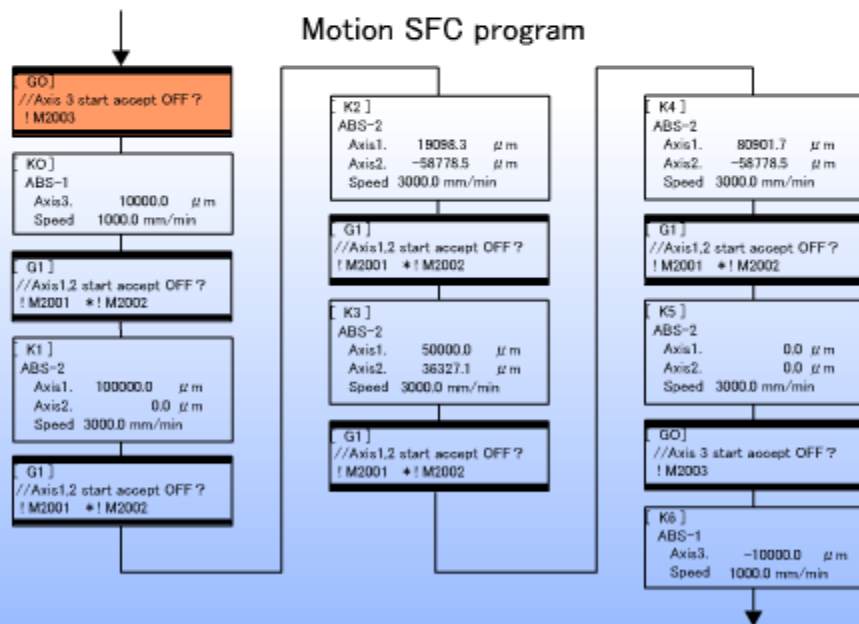 Motion SFC program
[ G0]
//Axis 3 start accept OFF?
! M2003
[ K0]
ABS-1
Axis3. 10000.0 μm
Speed 1000.0 mm/min
[ G1]
//Axis1,2 start accept OFF?
! M2001 *! M2002
[ K1]
ABS-2
Axis1. 100000.0 μm
Axis2. 0.0 μm
Speed 3000.0 mm/min
[ G1]
//Axis1,2 start accept OFF?
! M2001 *! M2002
[ K2]
ABS-2
Axis1. 19098.3 μm
Axis2. -58778.5 μm
Speed 3000.0 mm/min
[ G1]
//Axis1,2 start accept OFF?
! M2001 *! M2002
[ K3]
ABS-2
Axis1. 50000.0 μm
Axis2. 36327.1 μm
Speed 3000.0 mm/min
[ G1]
//Axis1,2 start accept OFF?
! M2001 *! M2002
[ K4]
ABS-2
Axis1. 80901.7 μm
Axis2. -58778.5 μm
Speed 3000.0 mm/min
[ G1]
//Axis1,2 start accept OFF?
! M2001 *! M2002
[ K5]
ABS-2
Axis1. 0.0 μm
Axis2. 0.0 μm
Speed 3000.0 mm/min
[ G0]
//Axis 3 start accept OFF?
! M2003
[ K6]
ABS-1
Axis3. -10000.0 μm
Speed 1000.0 mm/min